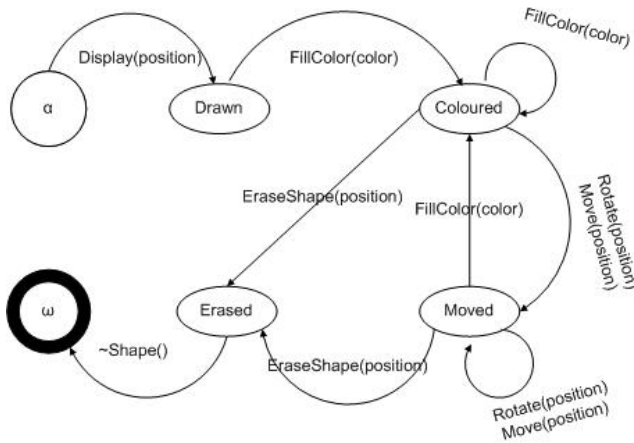 FillColor(color)
Display(position)
FillColor(color)
α
Drawn
Coloured
EraseShape(position)
FillColor(color)
Rotate(position)
Move(position)
ω
Erased
Moved
~Shape()
EraseShape(position)
Rotate(position)
Move(position)